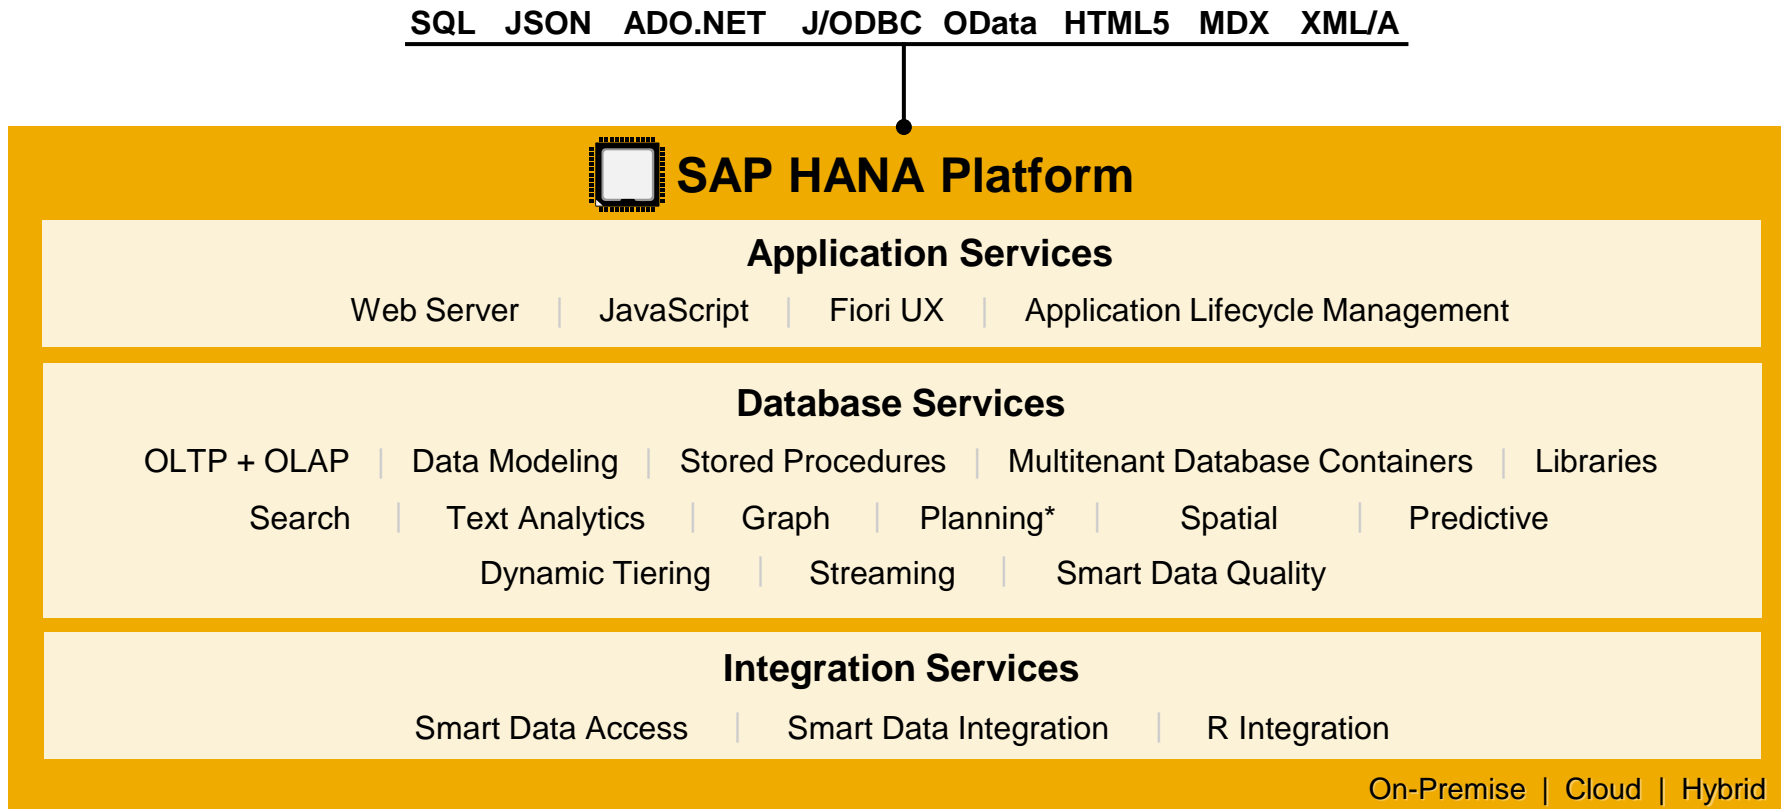 SQL JSON ADO.NET J/ODBC OData HTML5 MDX XML/A
SAP HANA Platform
Application Services
Web Server | JavaScript | Fiori UX | Application Lifecycle Management
Database Services
OLTP + OLAP | Data Modeling | Stored Procedures | Multitenant Database Containers | Libraries
Search | Text Analytics | Graph | Planning* | Spatial | Predictive
Dynamic Tiering | Streaming | Smart Data Quality
Integration Services
Smart Data Access | Smart Data Integration | R Integration
On-Premise | Cloud | Hybrid